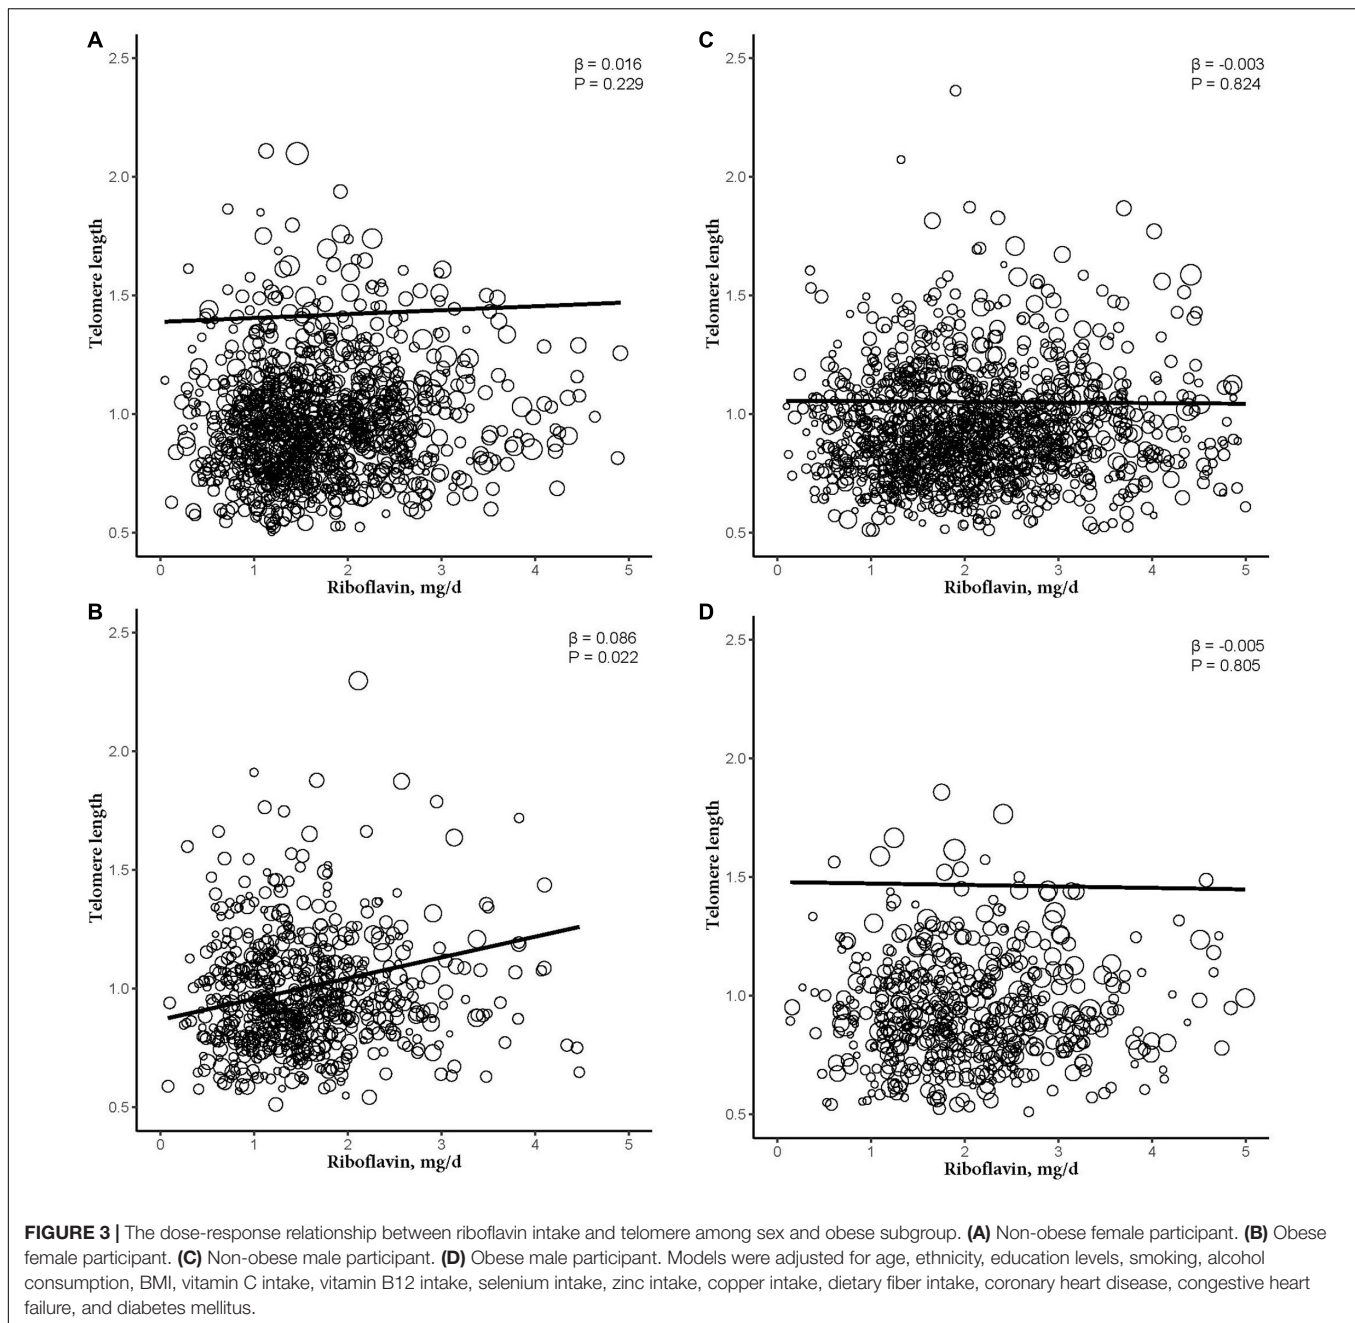 A
2.5
β = 0.016
P = 0.229
2.0
1.5
1.0
0.5
Telomere length
0 1 2 3 4 5
Riboflavin, mg/d
C
2.5
β = -0.003
P = 0.824
2.0
1.5
1.0
0.5
Telomere length
0 1 2 3 4 5
Riboflavin, mg/d
B
2.5
β = 0.086
P = 0.022
2.0
1.5
1.0
0.5
Telomere length
0 1 2 3 4 5
Riboflavin, mg/d
D
2.5
β = -0.005
P = 0.805
2.0
1.5
1.0
0.5
Telomere length
0 1 2 3 4 5
Riboflavin, mg/d
FIGURE 3 | The dose-response relationship between riboflavin intake and telomere among sex and obese subgroup. (A) Non-obese female participant. (B) Obese
female participant. (C) Non-obese male participant. (D) Obese male participant. Models were adjusted for age, ethnicity, education levels, smoking, alcohol
consumption, BMI, vitamin C intake, vitamin B12 intake, selenium intake, zinc intake, copper intake, dietary fiber intake, coronary heart disease, congestive heart
failure, and diabetes mellitus.